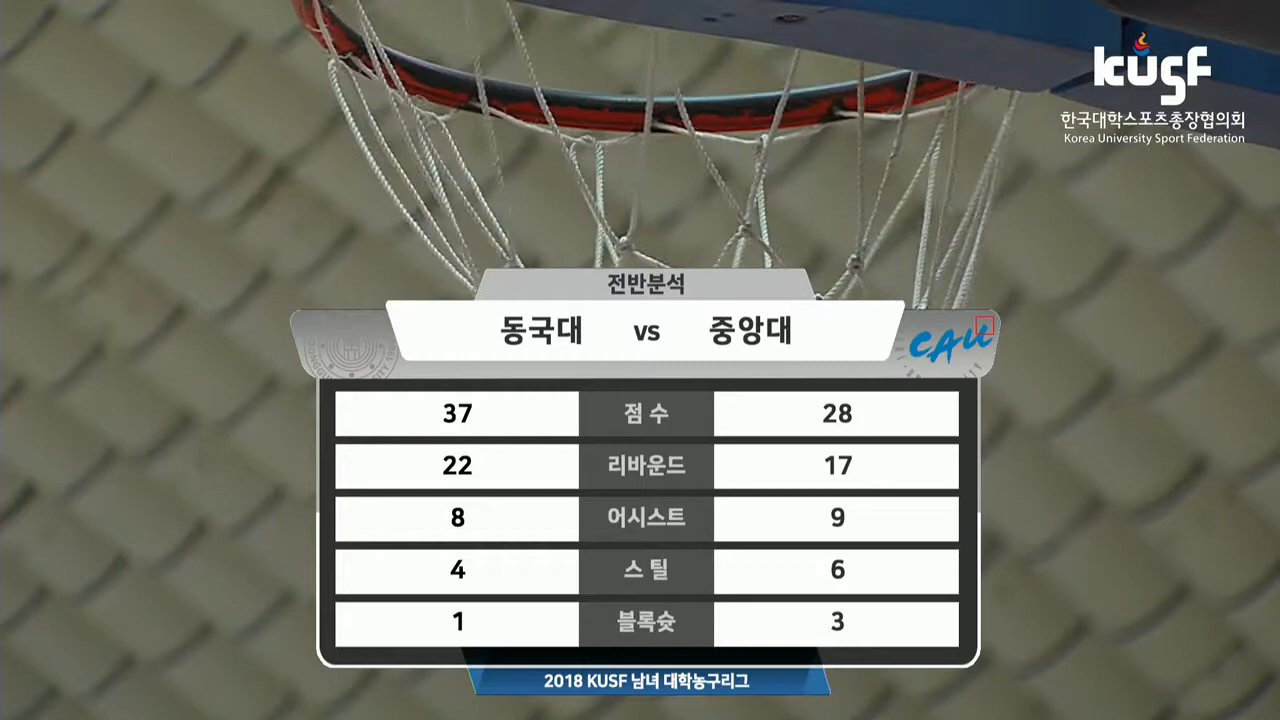 kusf
한국대학스포츠총장협의회
Korea University Sport Federation
전반분석
동국대 vs 중앙대
CAU
37 점 수 28
22 리바운드 17
8 어시스트 9
4 스 틸 6
1 블록슛 3
2018 KUSF 남녀 대학농구리그